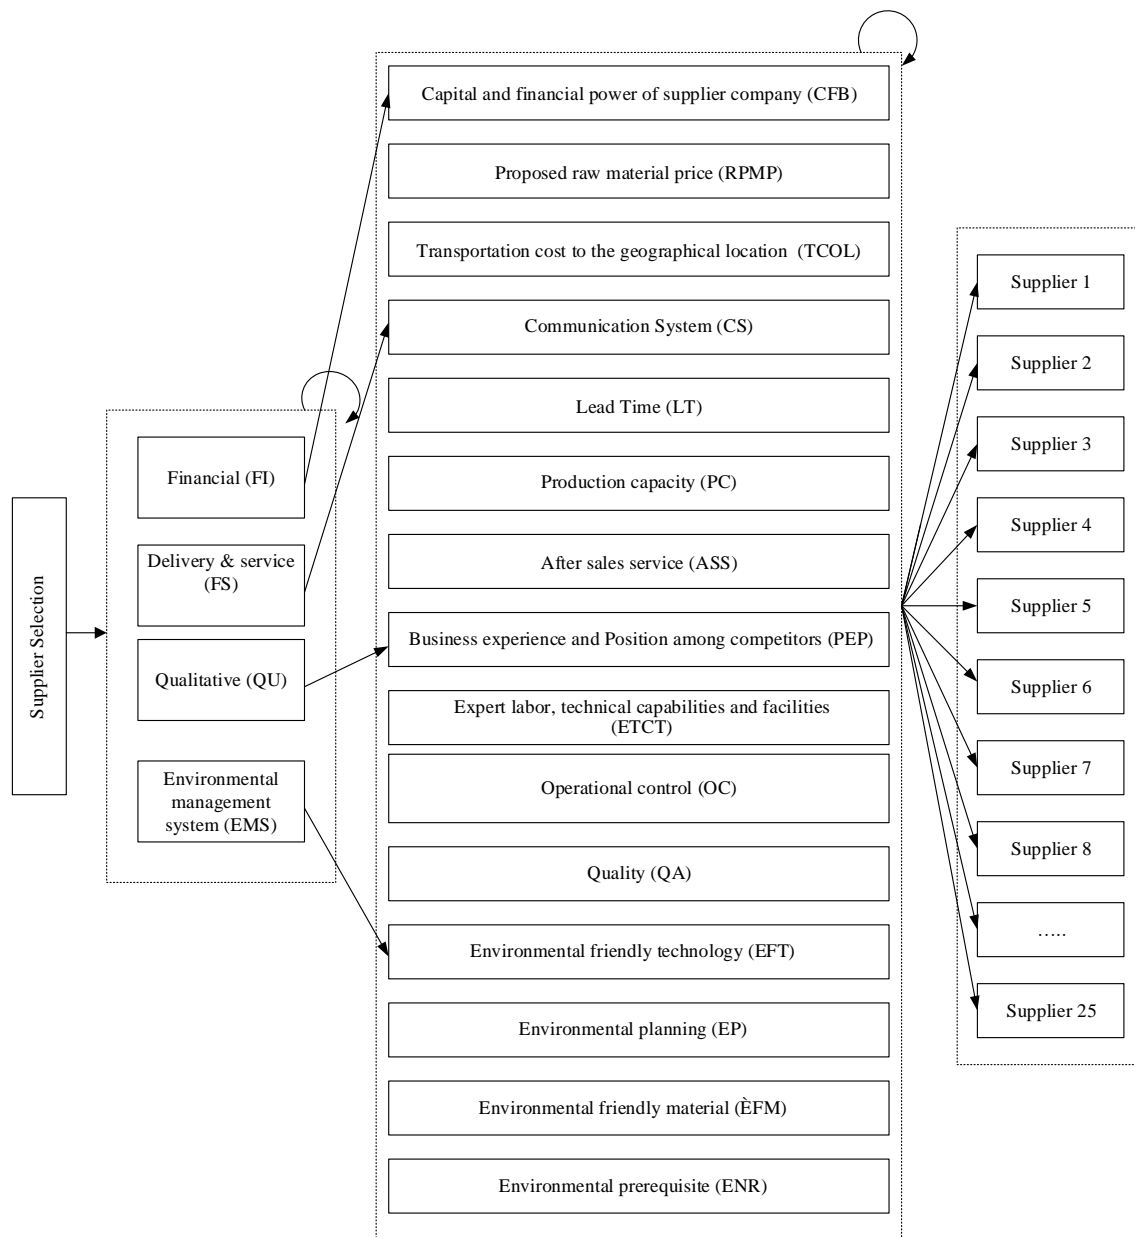 Supplier Selection
Financial (FI)
Delivery & service
(FS)
Qualitative (QU)
Environmental
management
system (EMS)
Capital and financial power of supplier company (CFB)
Proposed raw material price (RPMP)
Transportation cost to the geographical location  (TCOL)
Communication System (CS)
Lead Time (LT)
Production capacity (PC)
After sales service (ASS)
Business experience and Position among competitors (PEP)
Expert labor, technical capabilities and facilities
(ETCT)
Operational control (OC)
Quality (QA)
Environmental friendly technology (EFT)
Environmental planning (EP)
Environmental friendly material (ÈFM)
Environmental prerequisite (ENR)
Supplier 1
Supplier 2
Supplier 3
Supplier 4
Supplier 5
Supplier 6
Supplier 7
Supplier 8
…..
Supplier 25